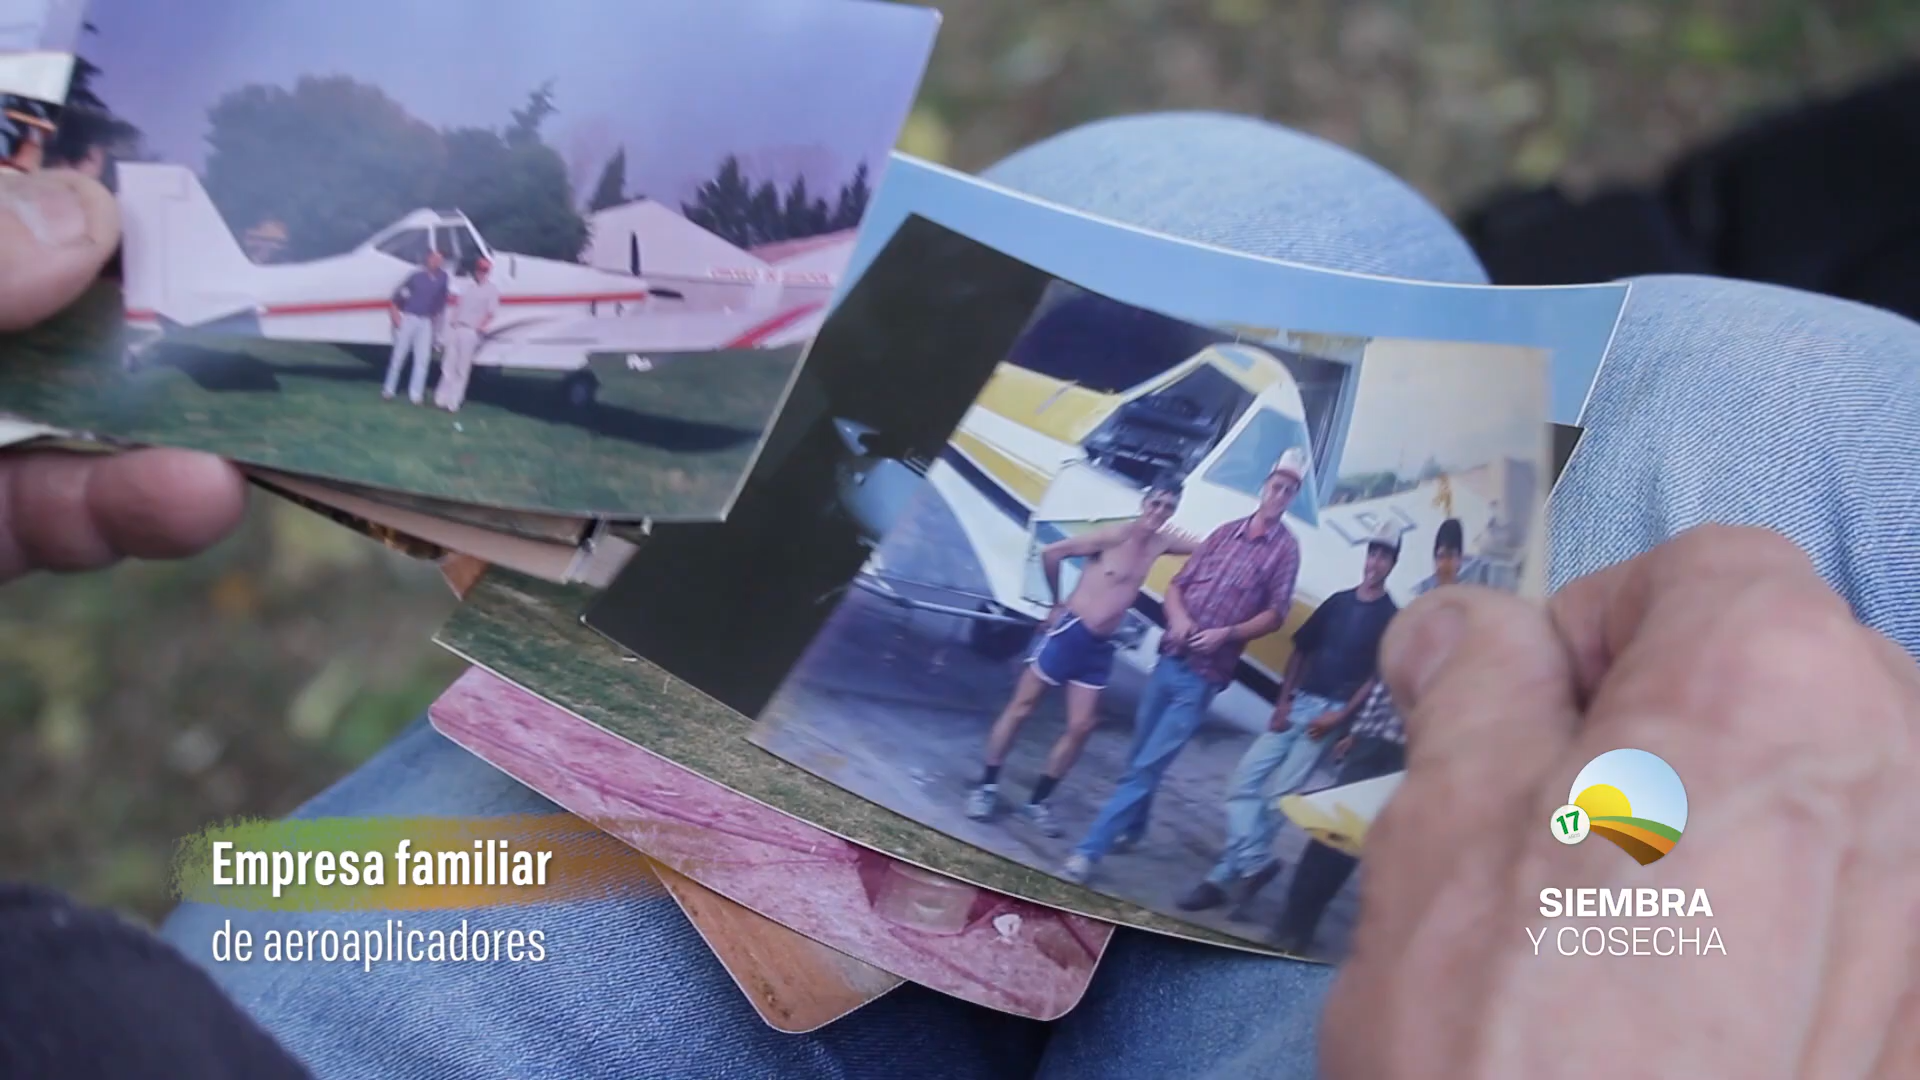 Empresa familiar
de aeroaplicadores
17
SIEMBRA
Y COSECHA